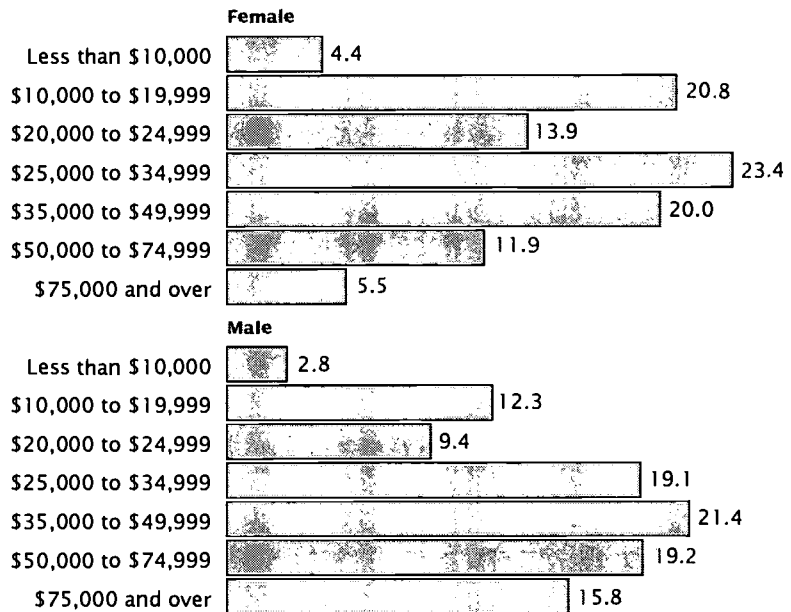 Female
Less than $10,000 4.4
$10,000 to $19,999 20.8
$20,000 to $24,999 13.9
$25,000 to $34,999 23.4
$35,000 to $49,999 20.0
$50,000 to $74,999 11.9
$75,000 and over 5.5
Male
Less than $10,000 2.8
$10,000 to $19,999 12.3
$20,000 to $24,999 9.4
$25,000 to $34,999 19.1
$35,000 to $49,999 21.4
$50,000 to $74,999 19.2
$75,000 and over 15.8